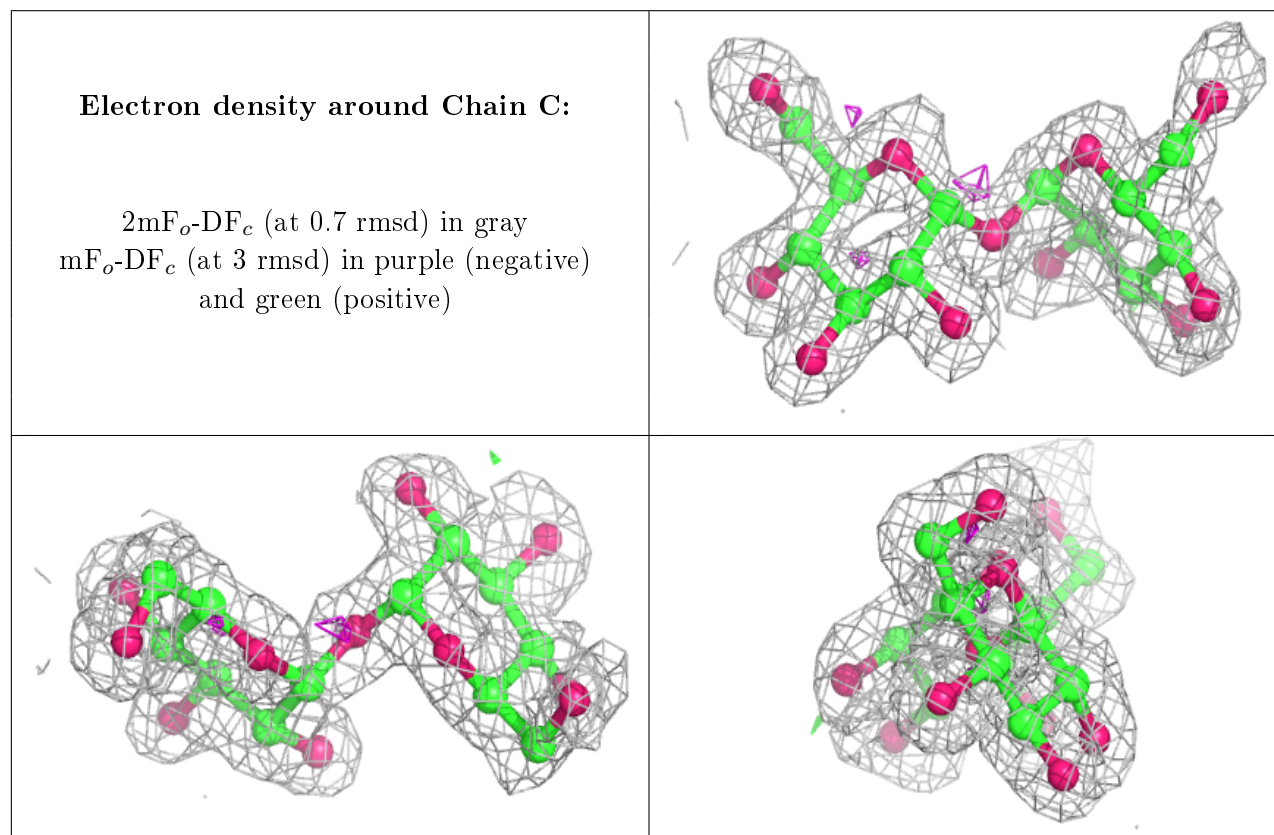 Electron density around Chain C:
2mFₒ-DF𝒸 (at 0.7 rmsd) in gray
mFₒ-DF𝒸 (at 3 rmsd) in purple (negative)
and green (positive)